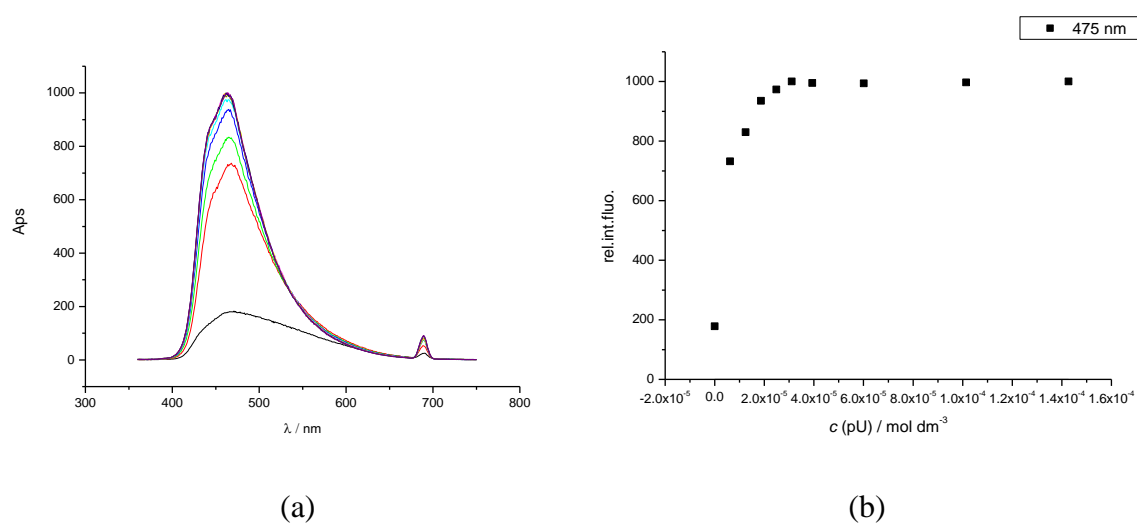 1000
800
600
400
200
0
Aps
300 400 500 600 700 800
λ / nm
(a)
475 nm
1000
800
600
400
200
0
rel.int.fluo.
-2.0x10⁻⁵ 0.0 2.0x10⁻⁵ 4.0x10⁻⁵ 6.0x10⁻⁵ 8.0x10⁻⁵ 1.0x10⁻⁴ 1.2x10⁻⁴ 1.4x10⁻⁴ 1.6x10⁻⁴
c (pU) / mol dm⁻³
(b)